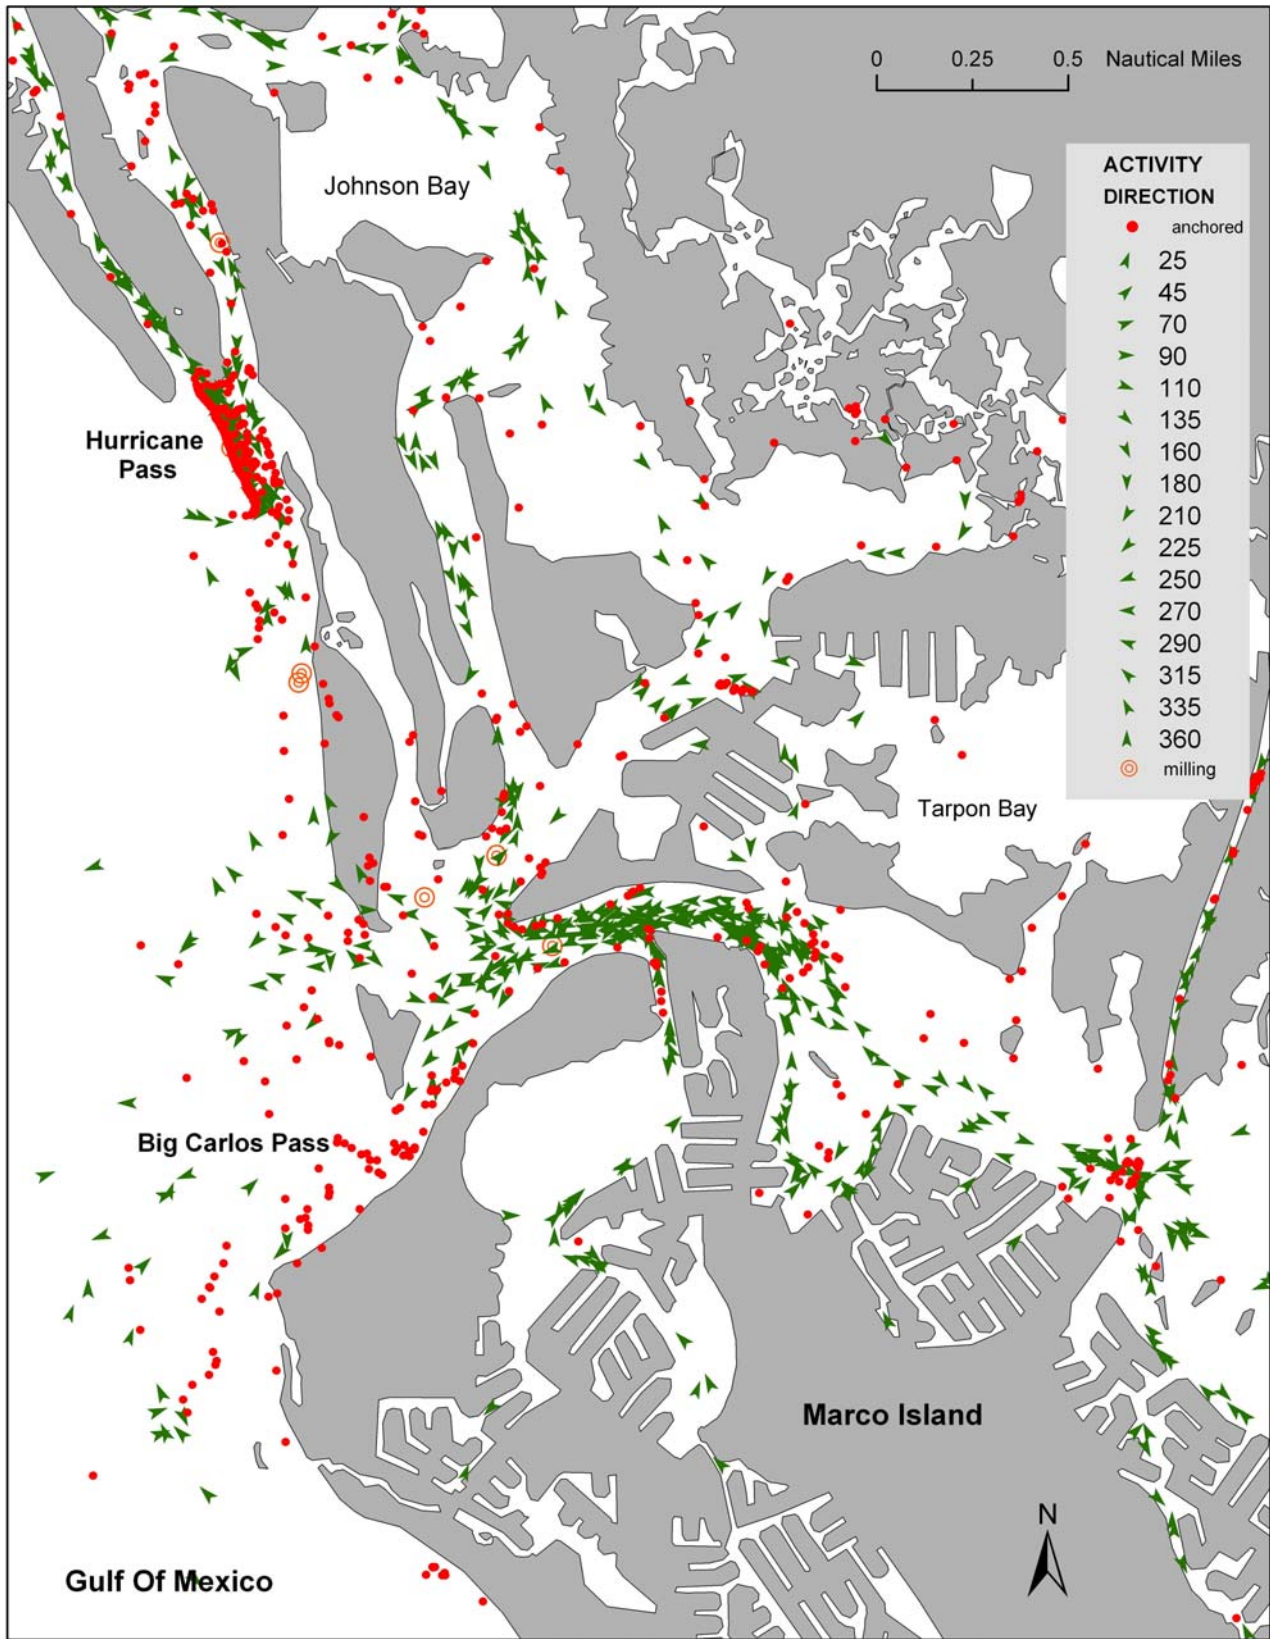 0 0.25 0.5 Nautical Miles
Johnson Bay
ACTIVITY
DIRECTION
anchored
25
45
70
90
110
135
160
180
210
225
250
270
290
315
335
360
milling
Hurricane
Pass
Tarpon Bay
Big Carlos Pass
Marco Island
N
Gulf Of Mexico